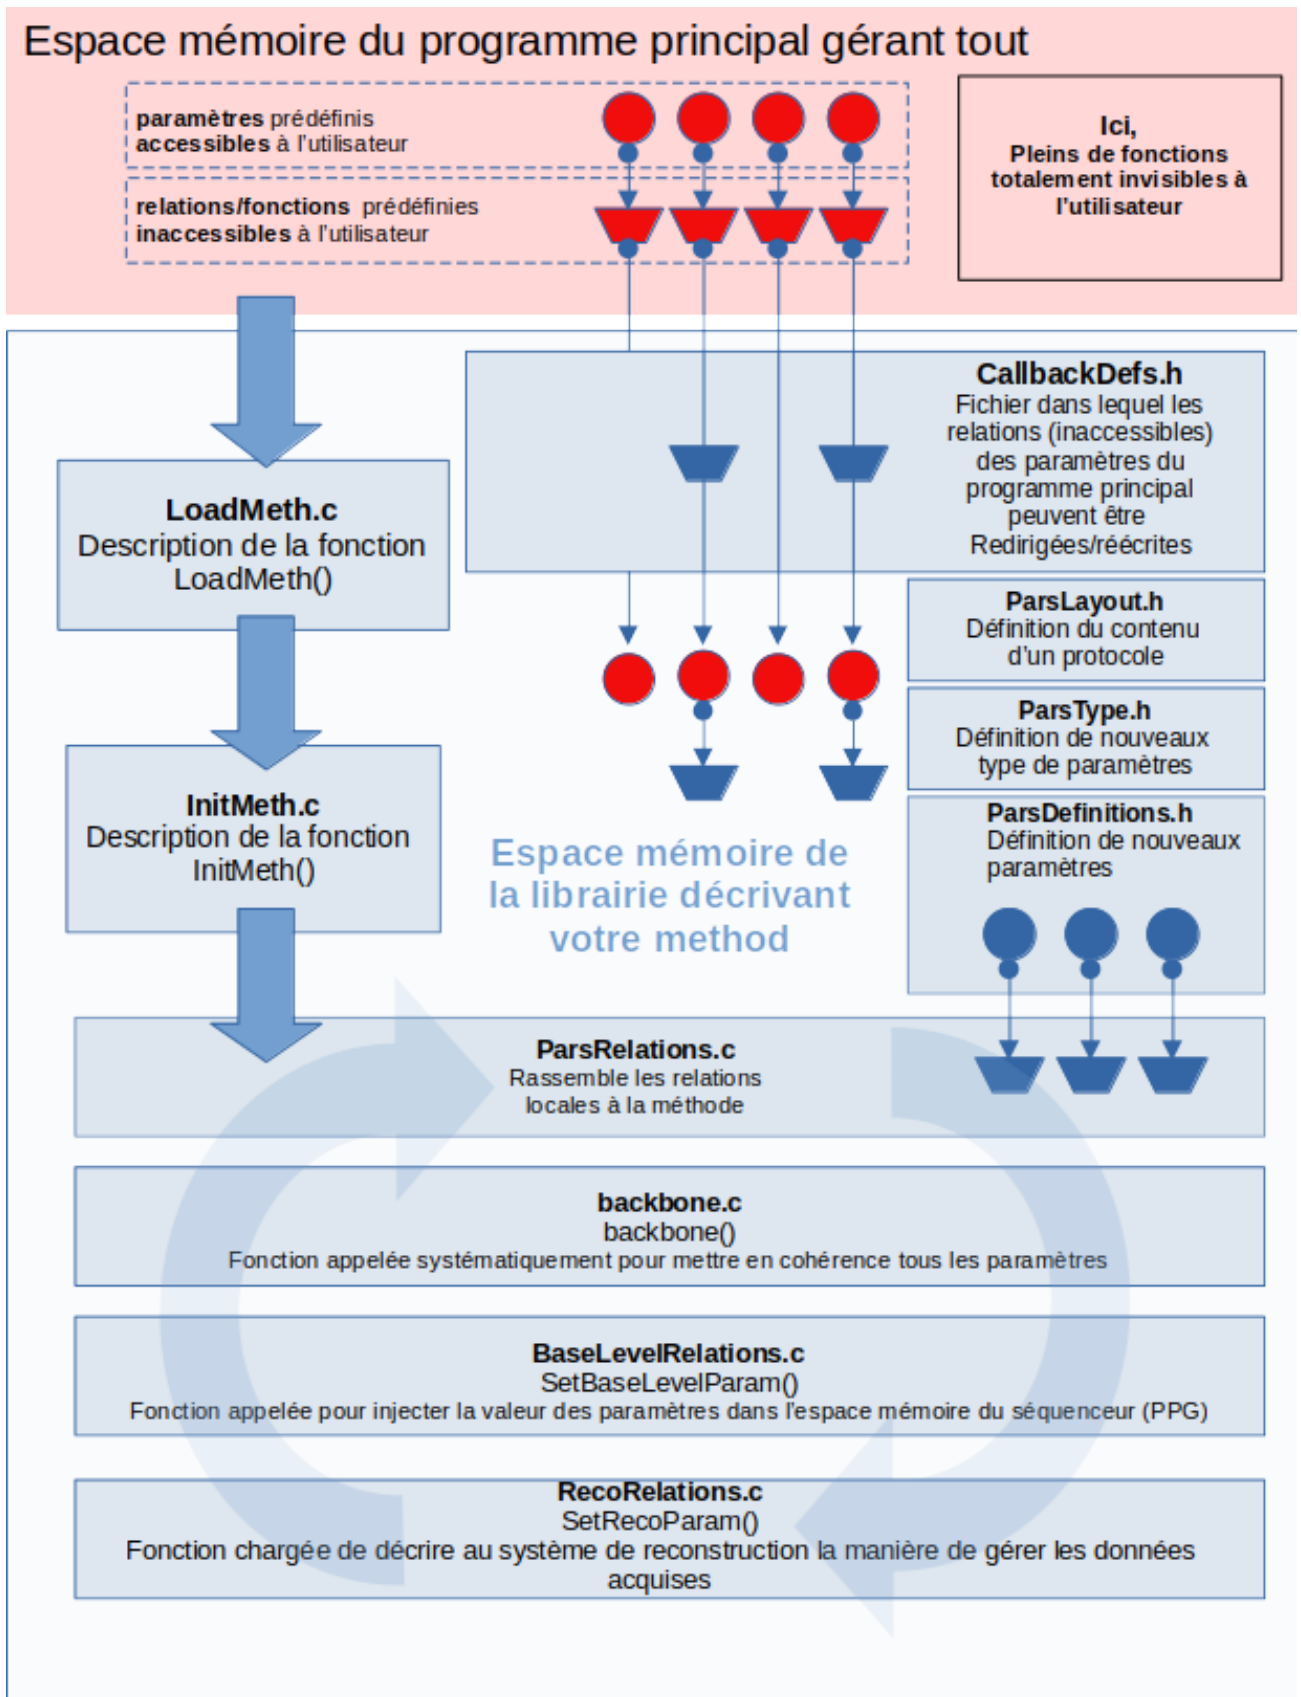 Espace mémoire du programme principal gérant tout
paramètres prédéfinis
accessibles à l'utilisateur
relations/fonctions prédéfinies
inaccessibles à l'utilisateur
Ici,
Pleins de fonctions
totalement invisibles à
l'utilisateur
CallbackDefs.h
Fichier dans lequel les
relations (inaccessibles)
des paramètres du
programme principal
peuvent être
Redirigées/réécrites
LoadMeth.c
Description de la fonction
LoadMeth()
ParsLayout.h
Définition du contenu
d'un protocole
ParsType.h
Définition de nouveaux
type de paramètres
InitMeth.c
Description de la fonction
InitMeth()
ParsDefinitions.h
Définition de nouveaux
paramètres
Espace mémoire de
la librairie décrivant
votre method
ParsRelations.c
Rassemble les relations
locales à la méthode
backbone.c
backbone()
Fonction appelée systématiquement pour mettre en cohérence tous les paramètres
BaseLevelRelations.c
SetBaseLevelParam()
Fonction appelée pour injecter la valeur des paramètres dans l'espace mémoire du séquenceur (PPG)
RecoRelations.c
SetRecoParam()
Fonction chargée de décrire au système de reconstruction la manière de gérer les données
acquises